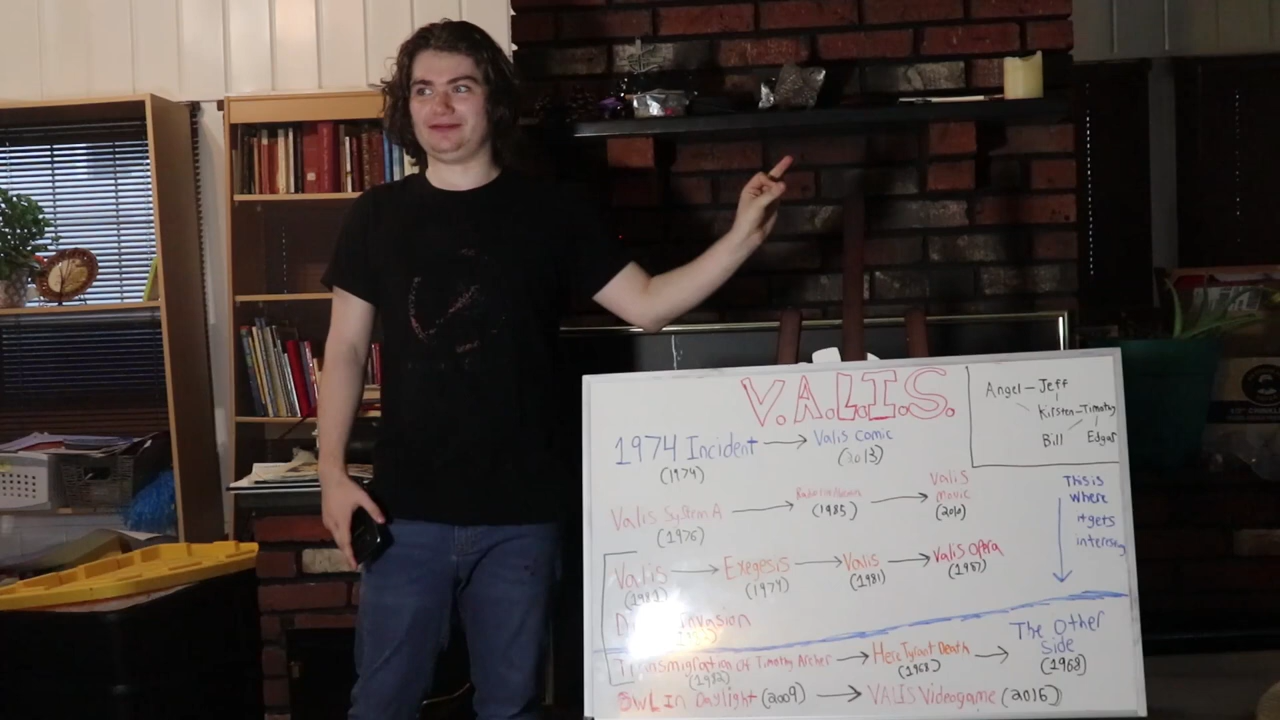 V.A.L.I.S.
Angel — Jeff
Kirsten — Timothy
Bill Edgar
1974 Incident → Valis Comic
(1974) (2013)
Valis System A → → Valis Movie
(1976) (1985) (2010)
This is
Where
it gets
interesting
Valis → Exegesis → Valis → Valis Opera
(1974) (1981) (1987)
Invasion
The Other
Side
(1968)
Transmigration Of Timothy Archer → Here Tyrant Death →
(1982) (1968)
OWL In Daylight (2009) → VALIS Videogame (2016)